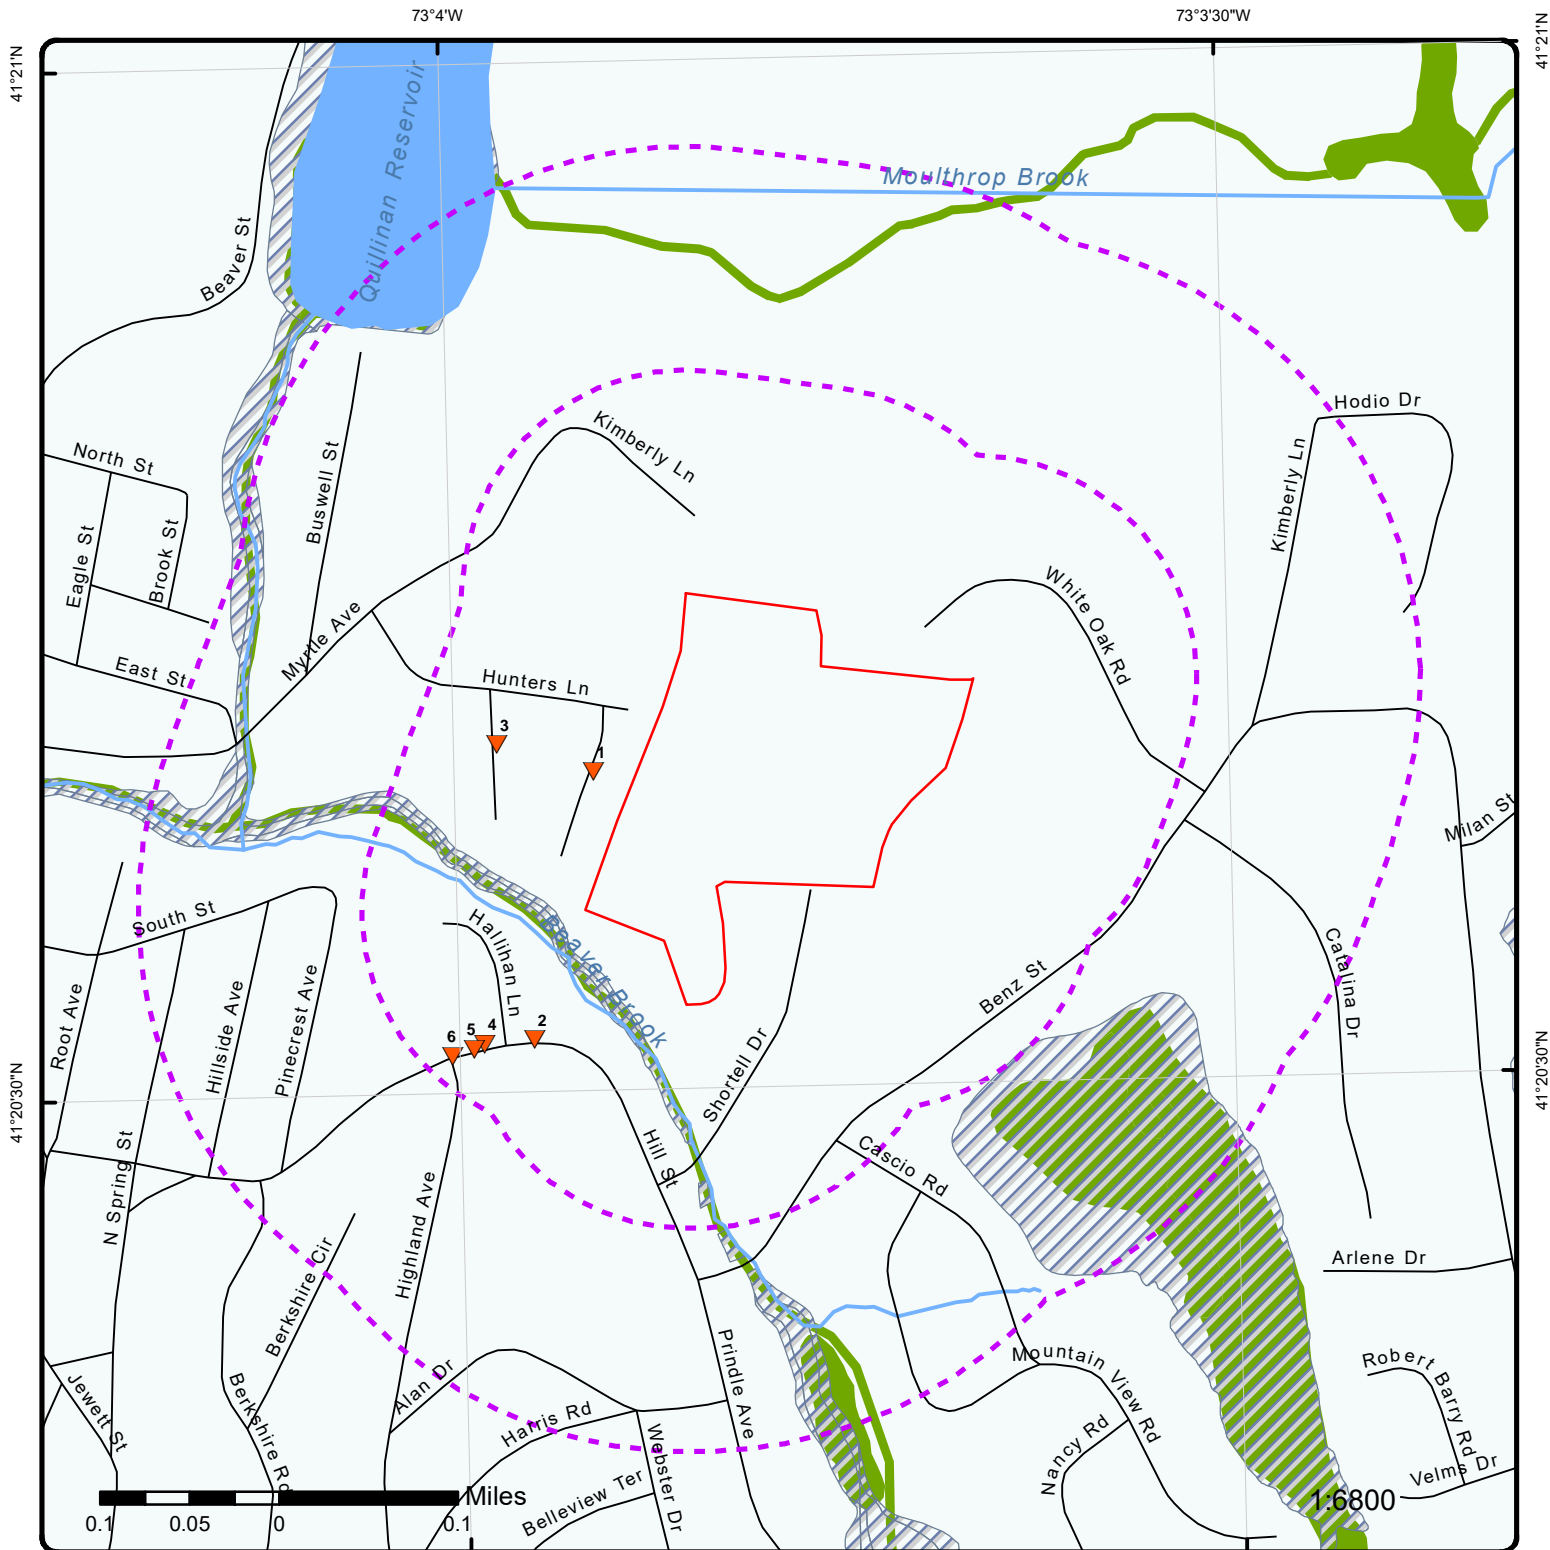 73°4'W
73°3'30"W
41°21'N
41°21'N
Quillinan Reservoir
Moulthrop Brook
Beaver St
Hodio Dr
Kimberly Ln
Kimberly Ln
North St
Buswell St
Eagle St
Brook St
White Oak Rd
Myrtle Ave
East St
Hunters Ln
3
1
Milan St
South St
Hallihan Ln
Beaver Brook
Catalina Dr
Benz St
Root Ave
Hillside Ave
Pinecrest Ave
6
5
4
2
41°20'30"N
41°20'30"N
Shortell Dr
N Spring St
Hill St
Cascio Rd
Highland Ave
Berkshire Cir
Arlene Dr
Prindle Ave
Mountain View Rd
Robert Barry Rd
Jewett St
Berkshire Rd
Alan Dr
Harris Rd
Webster Dr
Nancy Rd
Velms Dr
Belleview Ter
Miles
0.1
0.05
0
0.1
1:6800